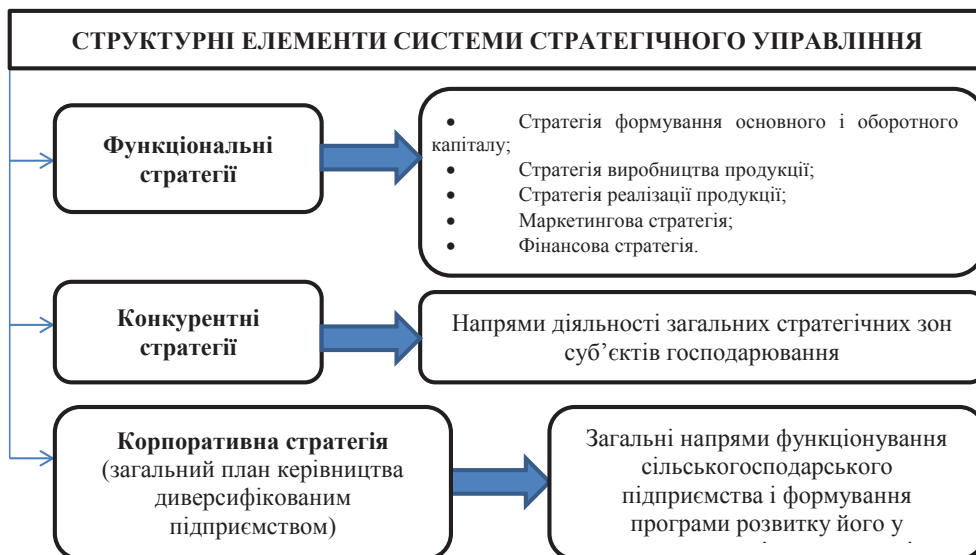 СТРУКТУРНІ ЕЛЕМЕНТИ СИСТЕМИ СТРАТЕГІЧНОГО УПРАВЛІННЯ
Функціональні
стратегії
• Стратегія формування основного і оборотного
капіталу;
• Стратегія виробництва продукції;
• Стратегія реалізації продукції;
• Маркетингова стратегія;
• Фінансова стратегія.
Конкурентні
стратегії
Напрями діяльності загальних стратегічних зон
суб’єктів господарювання
Корпоративна стратегія
(загальний план керівництва
диверсифікованим
підприємством)
Загальні напрями функціонування
сільськогосподарського
підприємства і формування
програми розвитку його у